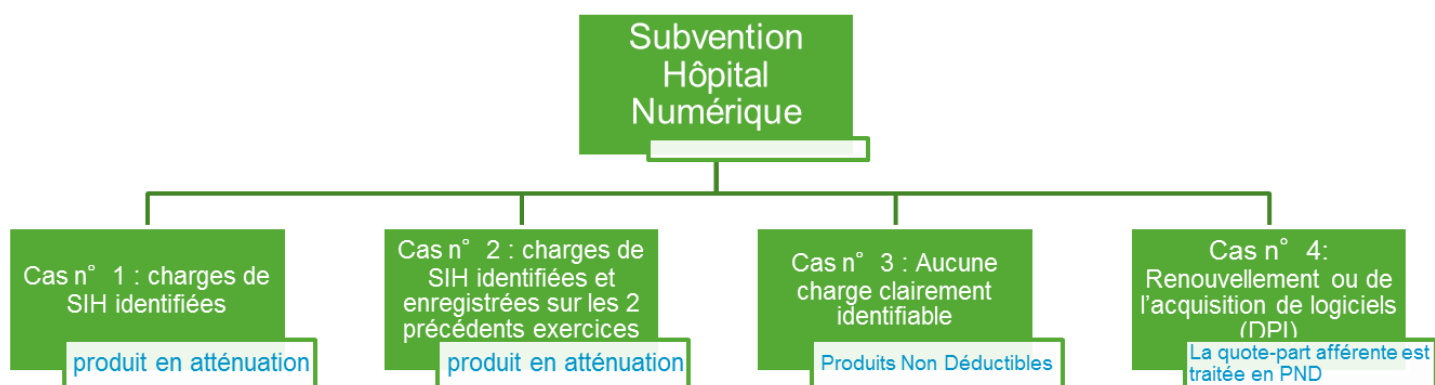 Subvention
Hôpital
Numérique
Cas n° 1 : charges de
SIH identifiées
produit en atténuation
Cas n° 2 : charges de
SIH identifiées et
enregistrées sur les 2
précédents exercices
produit en atténuation
Cas n° 3 : Aucune
charge clairement
identifiable
Produits Non Déductibles
Cas n° 4:
Renouvellement ou de
l'acquisition de logiciels
(DPI)
La quote-part afférente est
traitée en PND